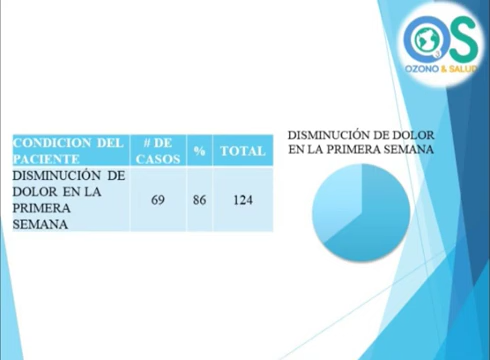 OS
OZONO & SALUD
DISMINUCIÓN DE DOLOR
EN LA PRIMERA SEMANA
CONDICION DEL PACIENTE # DE CASOS % TOTAL
DISMINUCIÓN DE DOLOR EN LA PRIMERA SEMANA 69 86 124